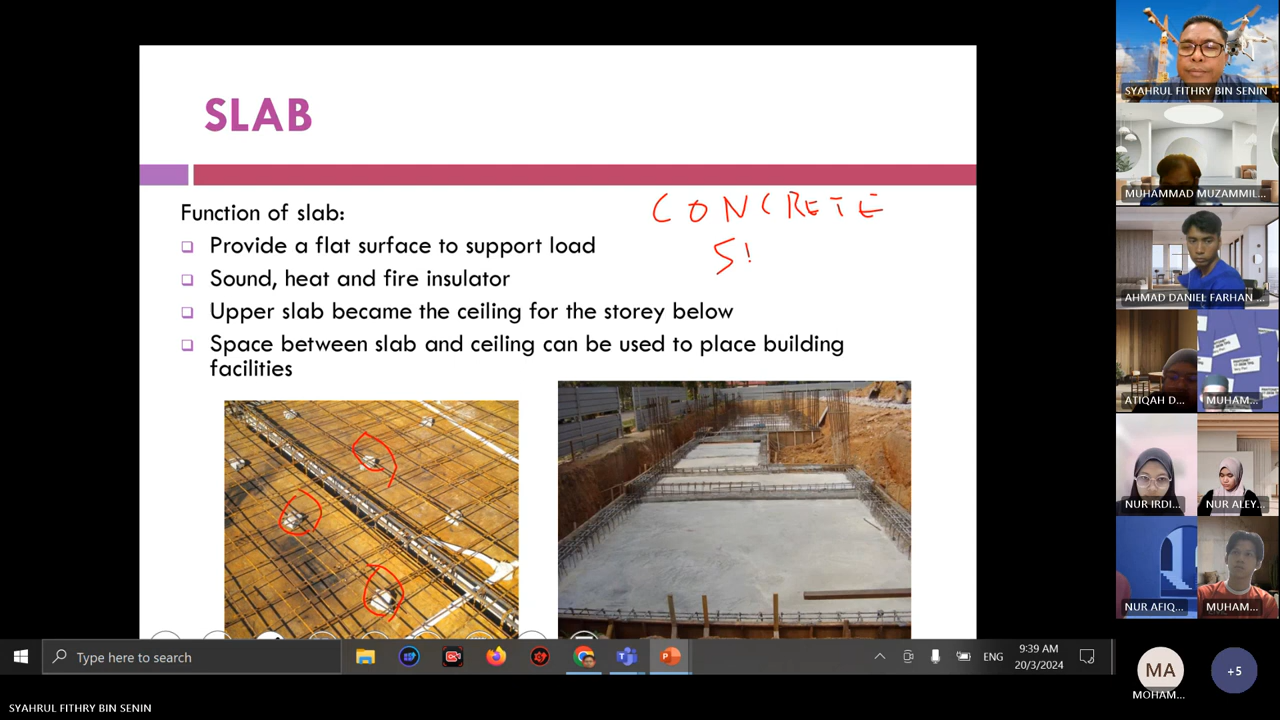 SLAB
Function of slab:
Provide a flat surface to support load
Sound, heat and fire insulator
Upper slab became the ceiling for the storey below
Space between slab and ceiling can be used to place building
facilities
CONCRETE
SYAHRUL FITHRY BIN SENIN
MUHAMMAD MUZAMMIL...
AHMAD DANIEL FARHAN ...
ATIQAH D...
MUHAM...
NUR IRDI...
NUR ALEY...
NUR AFIQ...
MUHAM...
MA
MOHAM...
+5
Type here to search
ENG
9:39 AM
20/3/2024
SYAHRUL FITHRY BIN SENIN